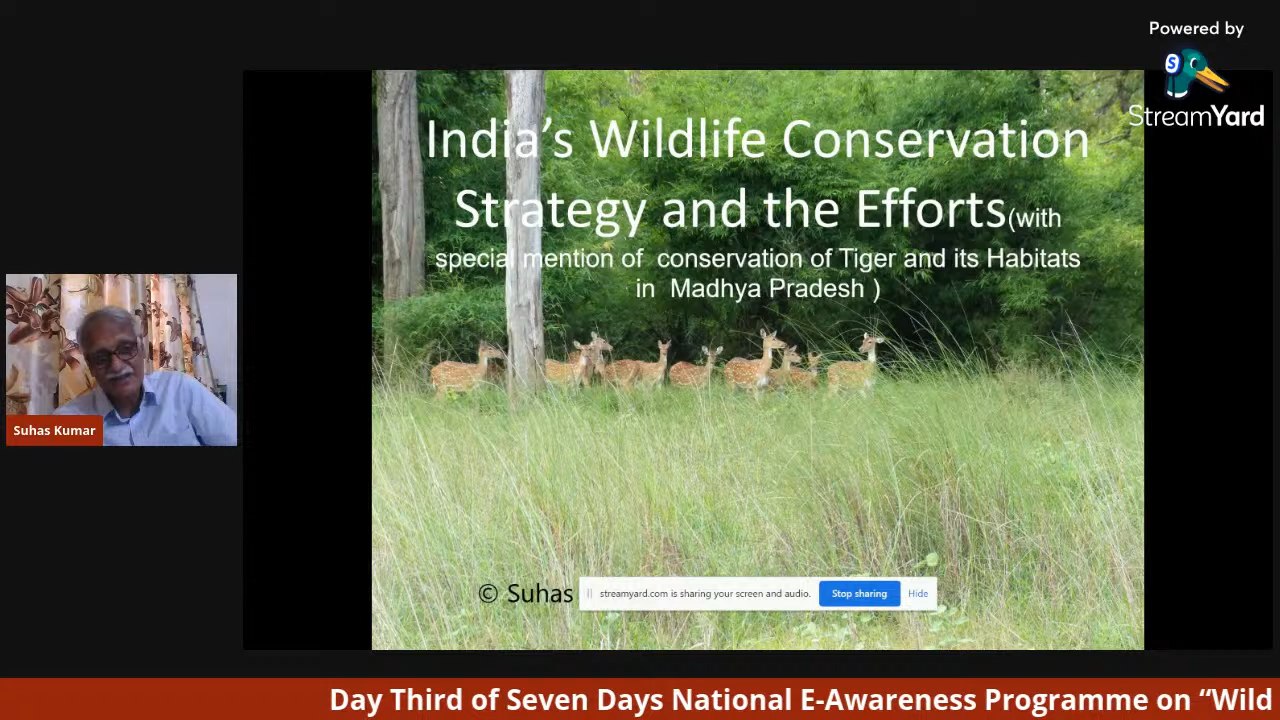 Powered by
S
StreamYard
India’s Wildlife Conservation
Strategy and the Efforts(with
special mention of conservation of Tiger and its Habitats
in Madhya Pradesh )
Suhas Kumar
© Suhas
streamyard.com is sharing your screen and audio.
Stop sharing
Hide
Day Third of Seven Days National E-Awareness Programme on “Wild